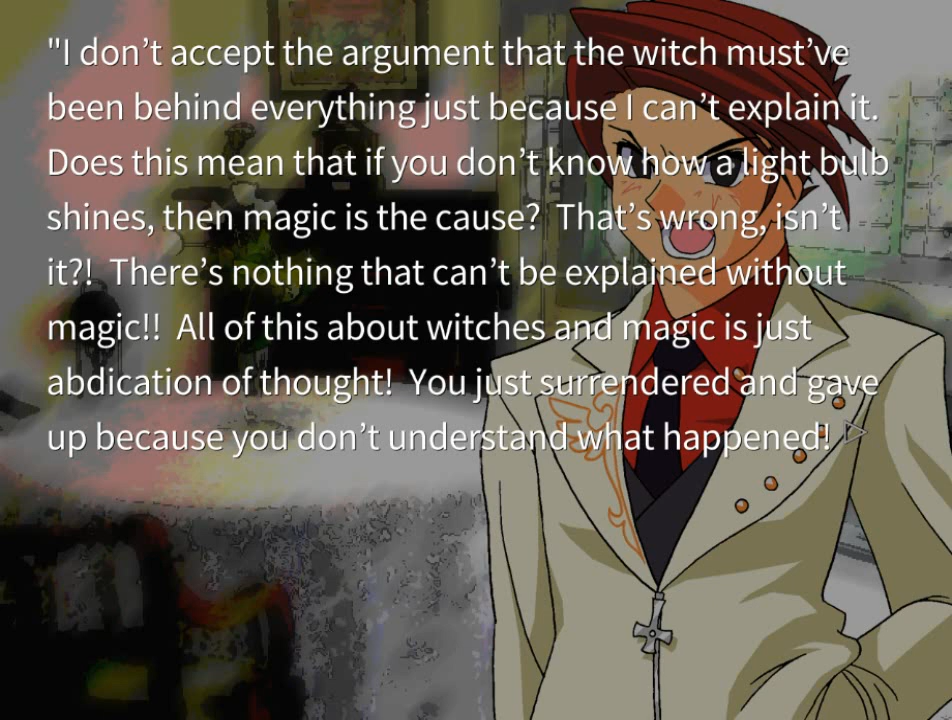 "I don’t accept the argument that the witch must’ve
been behind everything just because I can’t explain it.
Does this mean that if you don’t know how a light bulb
shines, then magic is the cause?  That’s wrong, isn’t
it?!  There’s nothing that can’t be explained without
magic!!  All of this about witches and magic is just
abdication of thought!  You just surrendered and gave
up because you don’t understand what happened!